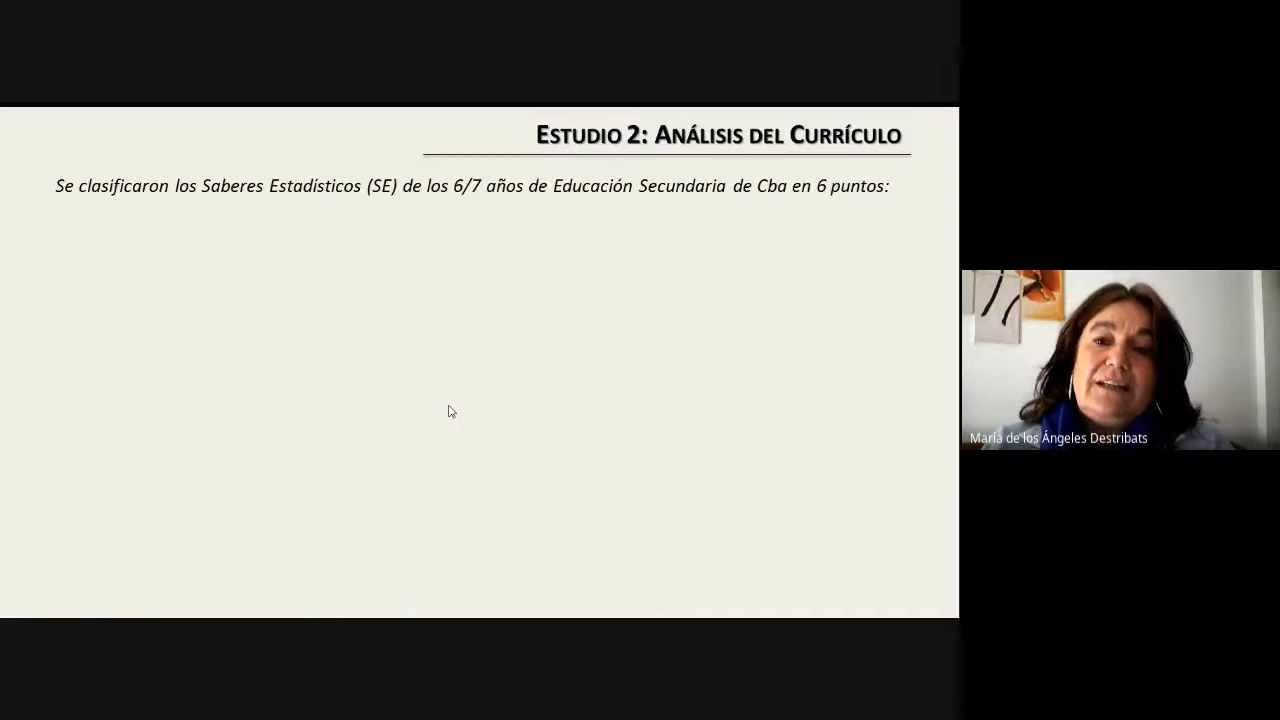 ESTUDIO 2: ANÁLISIS DEL CURRÍCULO
Se clasificaron los Saberes Estadísticos (SE) de los 6/7 años de Educación Secundaria de Cba en 6 puntos:
María de los Ángeles Destribats